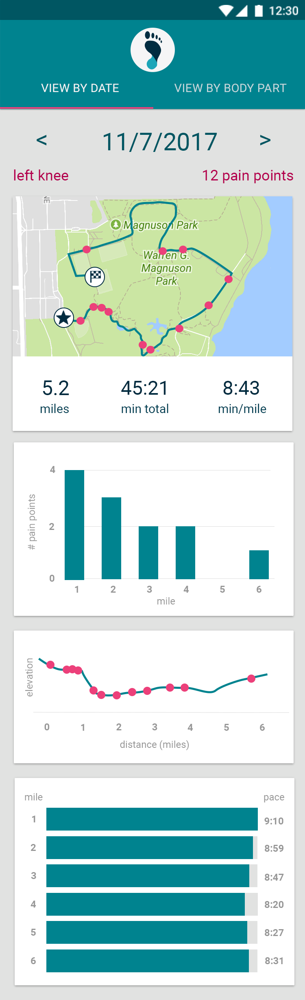 12:30
VIEW BY DATE
VIEW BY BODY PART
< 11/7/2017 >
left knee
12 pain points
NE
Magnuson Park
Warren G.
Magnuson
Park
5.2
miles
45:21
min total
8:43
min/mile
# pain points
4
2
0
1 2 3 4 5 6
mile
elevation
0 1 2 3 4 5 6
distance (miles)
mile pace
1 9:10
2 8:59
3 8:47
4 8:20
5 8:27
6 8:31